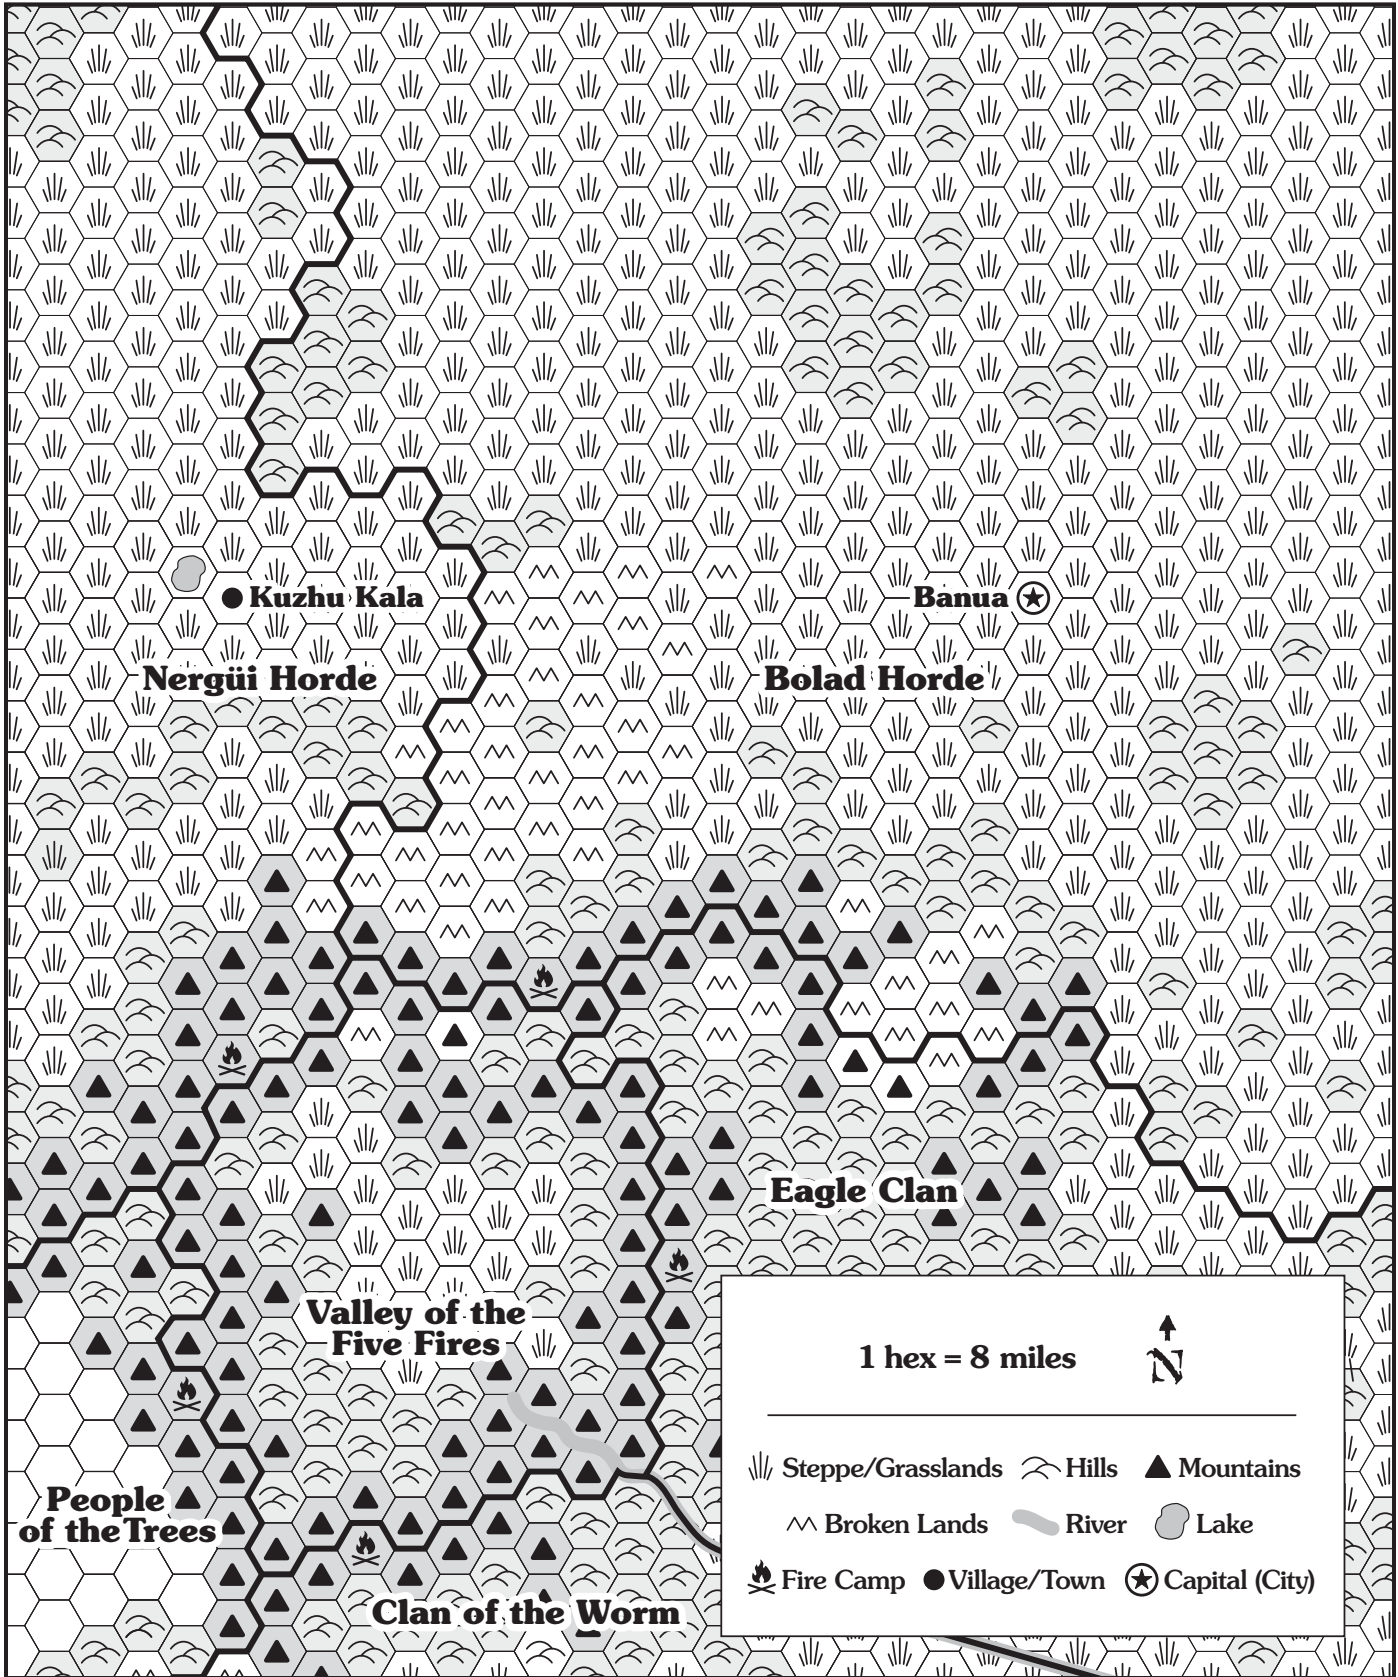 Kuzhu Kala
Banua
Nergüi Horde
Bolad Horde
Eagle Clan
Valley of the
Five Fires
1 hex = 8 miles
N
Steppe/Grasslands
Hills
Mountains
Broken Lands
River
Lake
Fire Camp
Village/Town
Capital (City)
People
of the Trees
Clan of the Worm